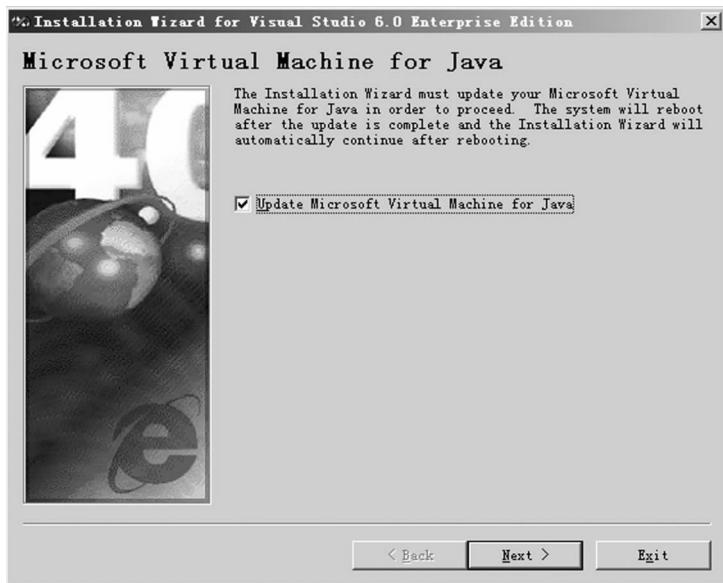 Installation Wizard for Visual Studio 6.0 Enterprise Edition
Microsoft Virtual Machine for Java
The Installation Wizard must update your Microsoft Virtual
Machine for Java in order to proceed. The system will reboot
after the update is complete and the Installation Wizard will
automatically continue after rebooting.
Update Microsoft Virtual Machine for Java
40
e
< Back
Next >
Exit